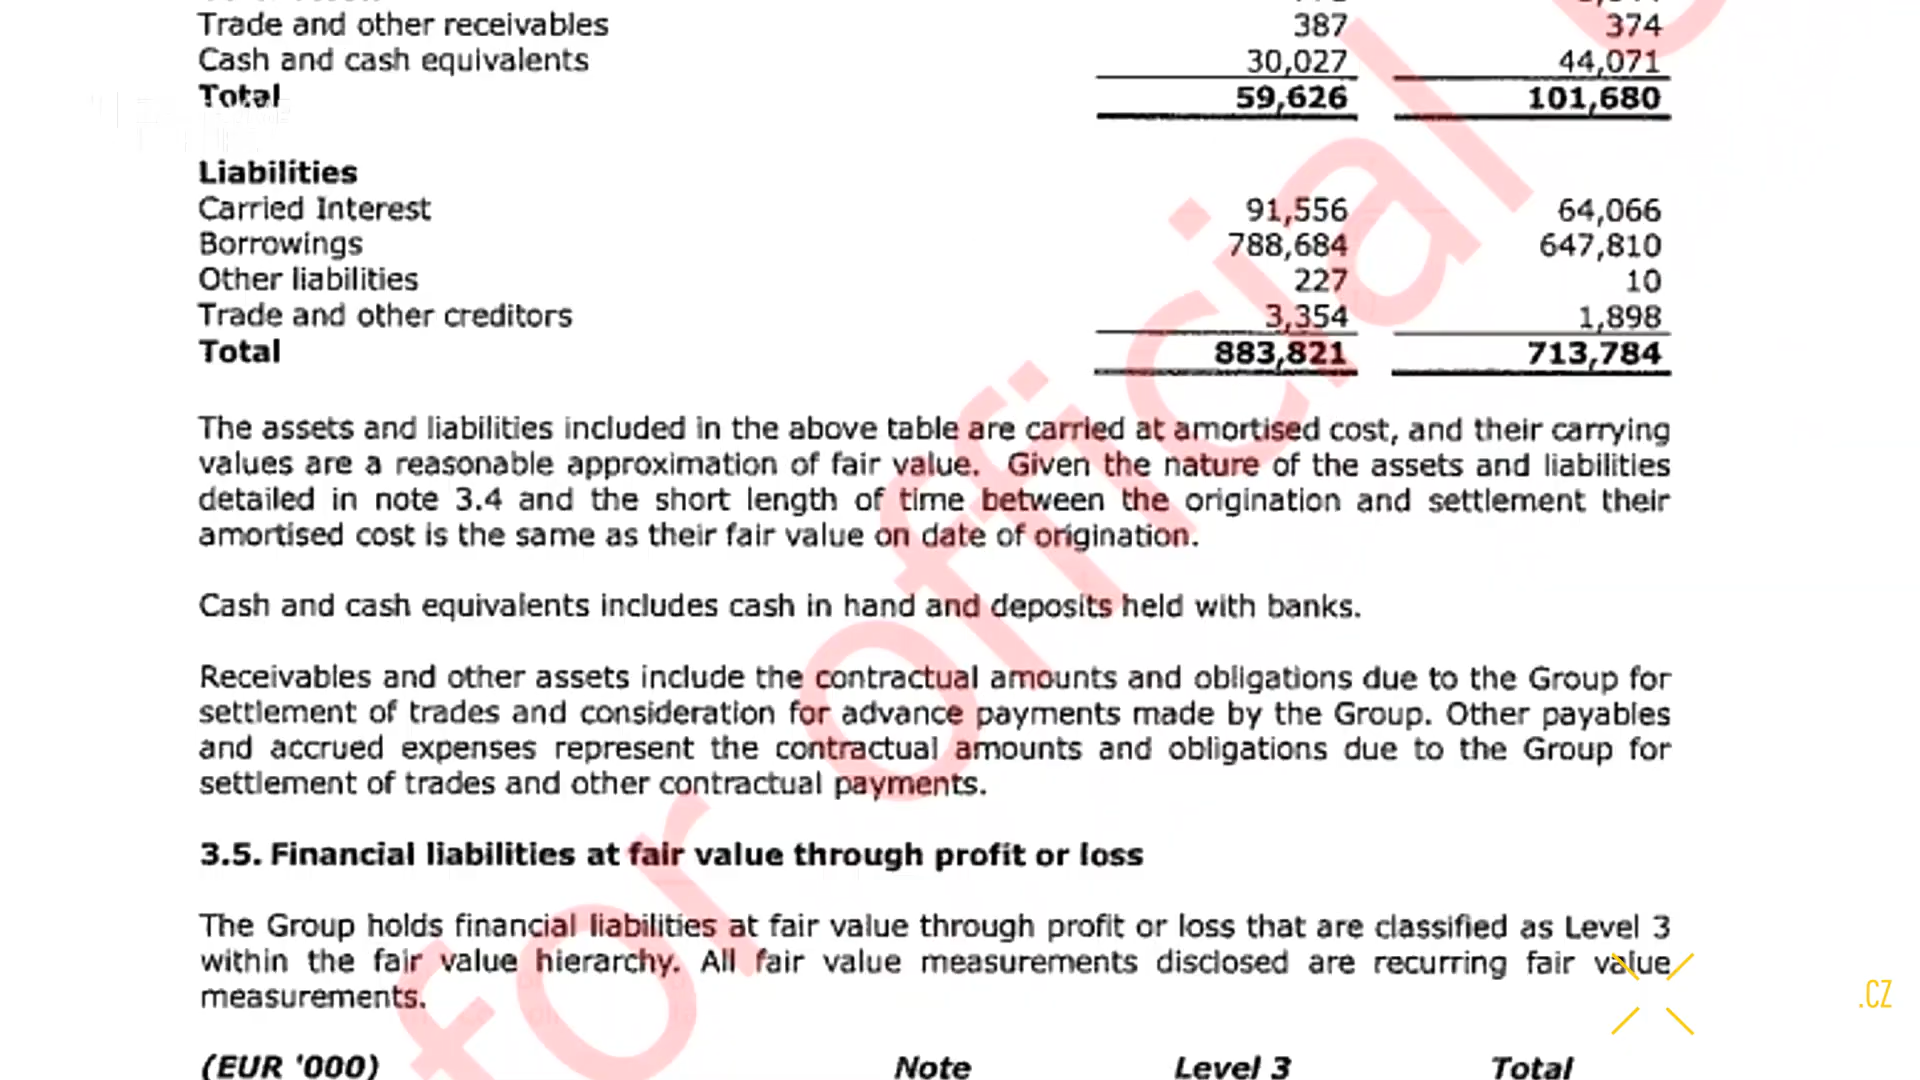 Trade and other receivables 387 374
Cash and cash equivalents 30,027 44,071
Total 59,626 101,680
Liabilities
Carried Interest 91,556 64,066
Borrowings 788,684 647,810
Other liabilities 227 10
Trade and other creditors 3,354 1,898
Total 883,821 713,784
The assets and liabilities included in the above table are carried at amortised cost, and their carrying
values are a reasonable approximation of fair value. Given the nature of the assets and liabilities
detailed in note 3.4 and the short length of time between the origination and settlement their
amortised cost is the same as their fair value on date of origination.
Cash and cash equivalents includes cash in hand and deposits held with banks.
Receivables and other assets include the contractual amounts and obligations due to the Group for
settlement of trades and consideration for advance payments made by the Group. Other payables
and accrued expenses represent the contractual amounts and obligations due to the Group for
settlement of trades and other contractual payments.
3.5. Financial liabilities at fair value through profit or loss
The Group holds financial liabilities at fair value through profit or loss that are classified as Level 3
within the fair value hierarchy. All fair value measurements disclosed are recurring fair value
measurements.
(EUR '000) Note Level 3 Total
for official
.CZ